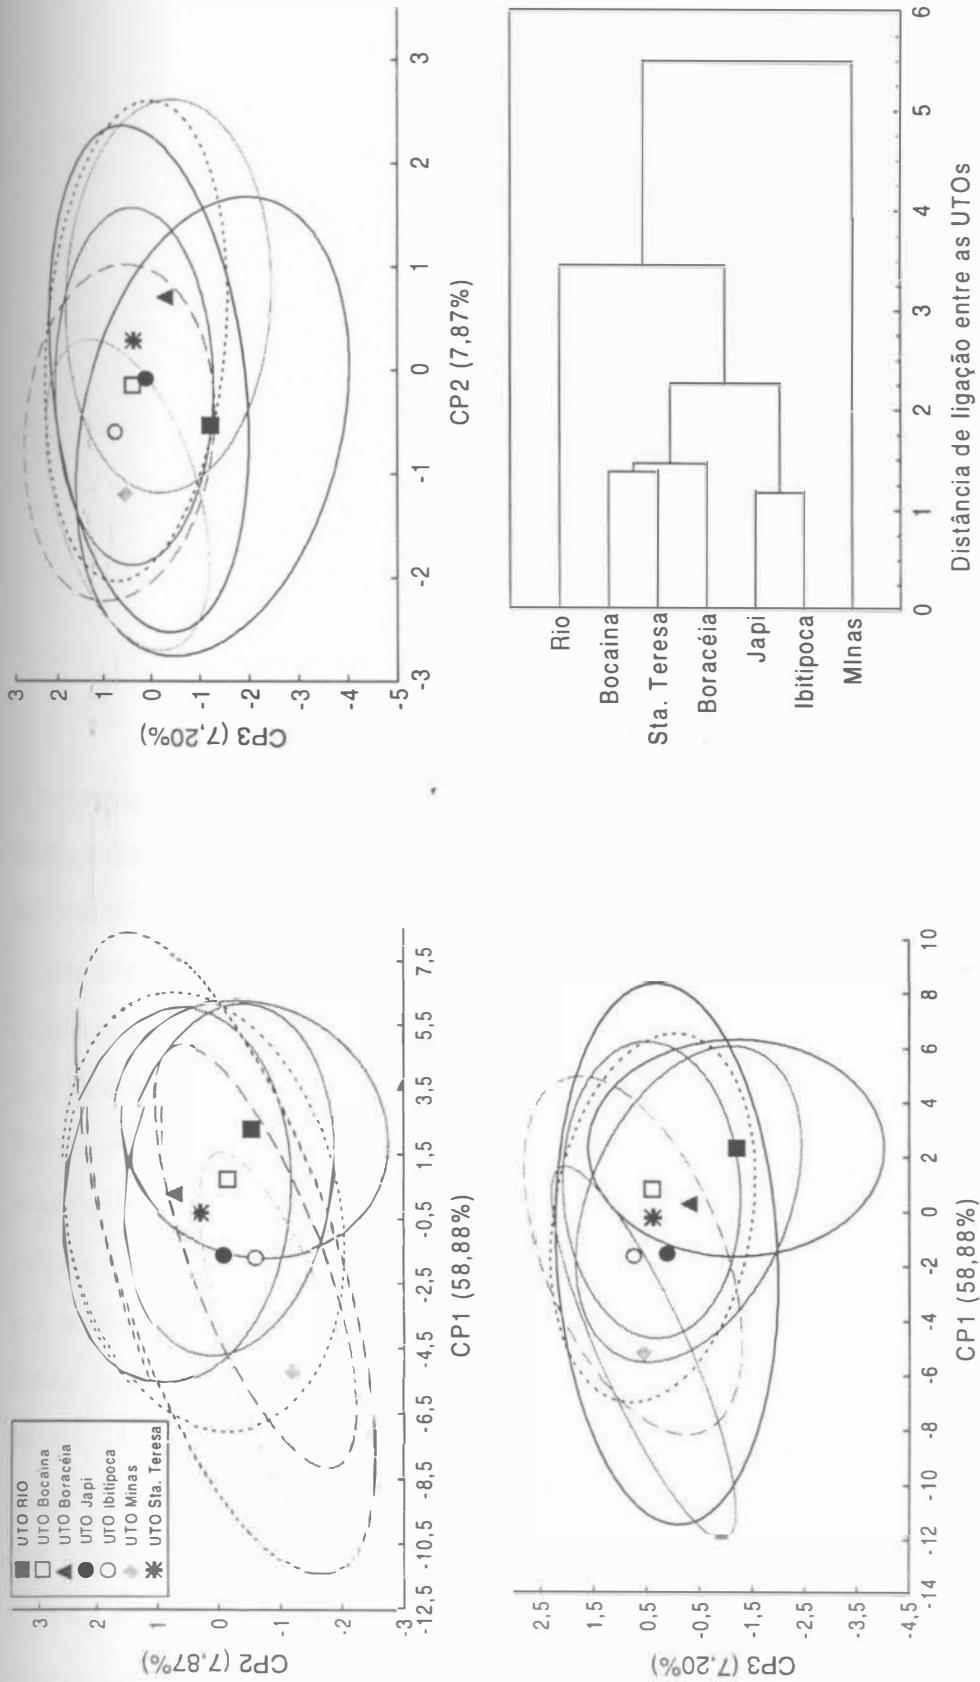 UTO RIO
UTO Bocaina
UTO Boracéia
UTO Japi
UTO Ibitipoca
UTO Minas
UTO Sta. Teresa
3
2
1
0
-1
-2
-3
CP2 (7,87%)
-12,5 -10,5 -8,5 -6,5 -4,5 -2,5 -0,5 1,5 3,5 5,5 7,5
CP1 (58,88%)
3
2
1
0
-1
-2
-3
-4
-5
CP3 (7,20%)
-3 -2 -1 0 1 2 3
CP2 (7,87%)
2,5
1,5
0,5
-0,5
-1,5
-2,5
-3,5
-4,5
CP3 (7,20%)
-14 -12 -10 -8 -6 -4 -2 0 2 4 6 8 10
CP1 (58,88%)
Rio
Bocaina
Sta. Teresa
Boracéia
Japi
Ibitipoca
MInas
0 1 2 3 4 5 6
Distância de ligação entre as UTOs